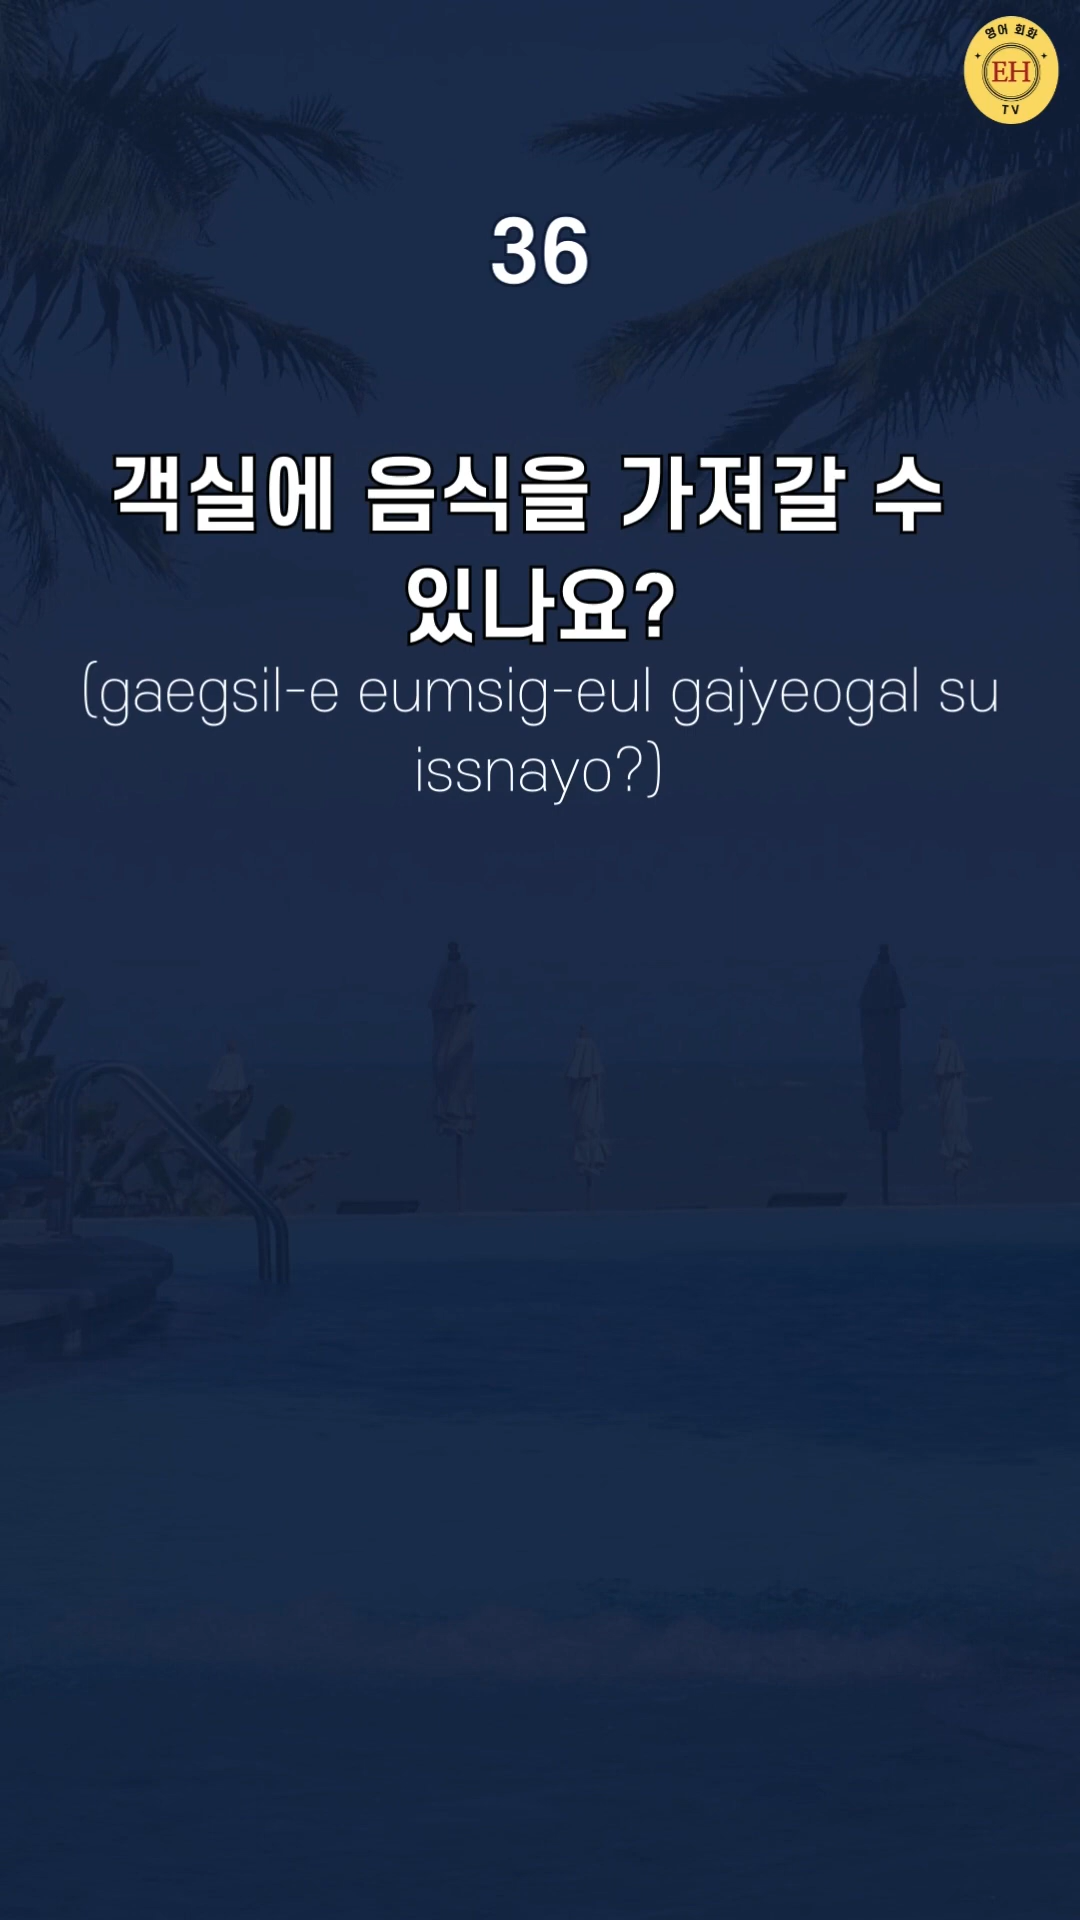 영어 회화
EH
TV
36
객실에 음식을 가져갈 수
있나요?
(gaegsil-e eumsig-eul gajyeogal su
issnayo?)